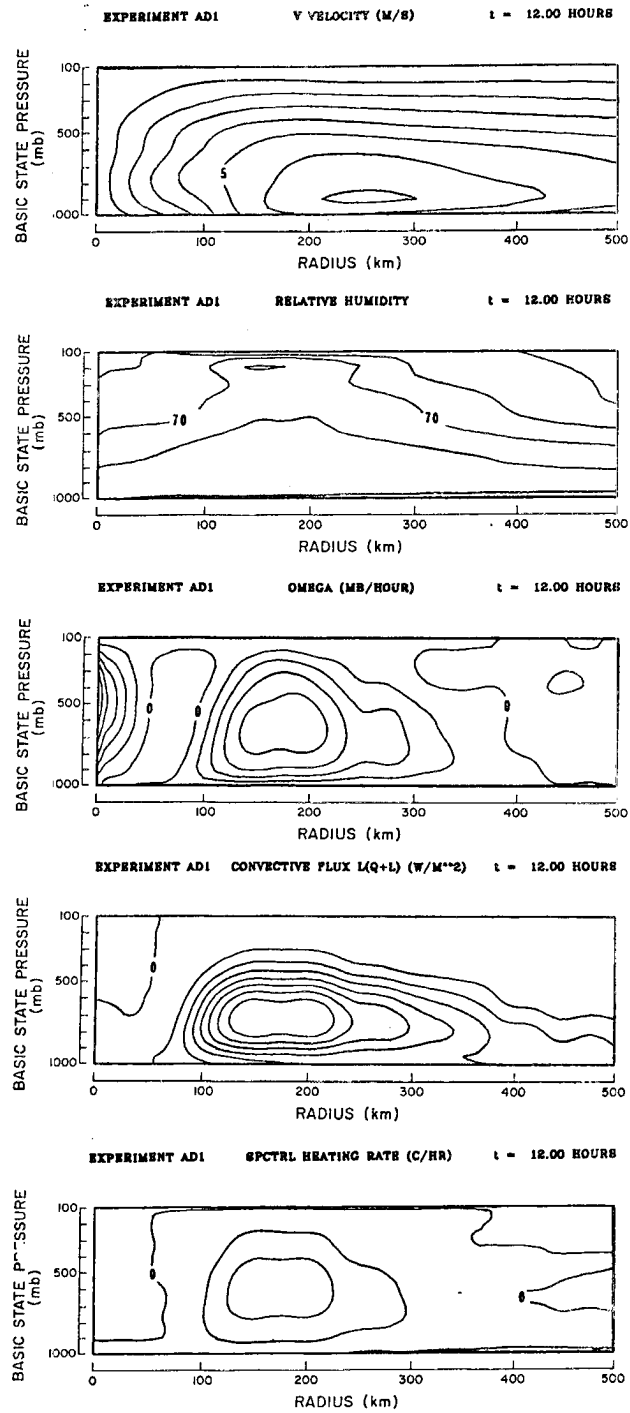 EXPERIMENT AD1 V VELOCITY (M/S) t = 12.00 HOURS
BASIC STATE PRESSURE
(mb)
100
500
1000
5
0 100 200 300 400 500
RADIUS (km)
EXPERIMENT AD1 RELATIVE HUMIDITY t = 12.00 HOURS
BASIC STATE PRESSURE
(mb)
100
500
1000
70 70
0 100 200 300 400 500
RADIUS (km)
EXPERIMENT AD1 OMEGA (MB/HOUR) t = 12.00 HOURS
BASIC STATE PRESSURE
(mb)
100
500
1000
0 0 0
0 100 200 300 400 500
RADIUS (km)
EXPERIMENT AD1 CONVECTIVE FLUX L(Q+L) (W/M**2) t = 12.00 HOURS
BASIC STATE PRESSURE
(mb)
100
500
1000
0
0 100 200 300 400 500
RADIUS (km)
EXPERIMENT AD1 SPCTRL HEATING RATE (C/HR) t = 12.00 HOURS
BASIC STATE PRESSURE
(mb)
100
500
1000
0 0
0 100 200 300 400 500
RADIUS (km)